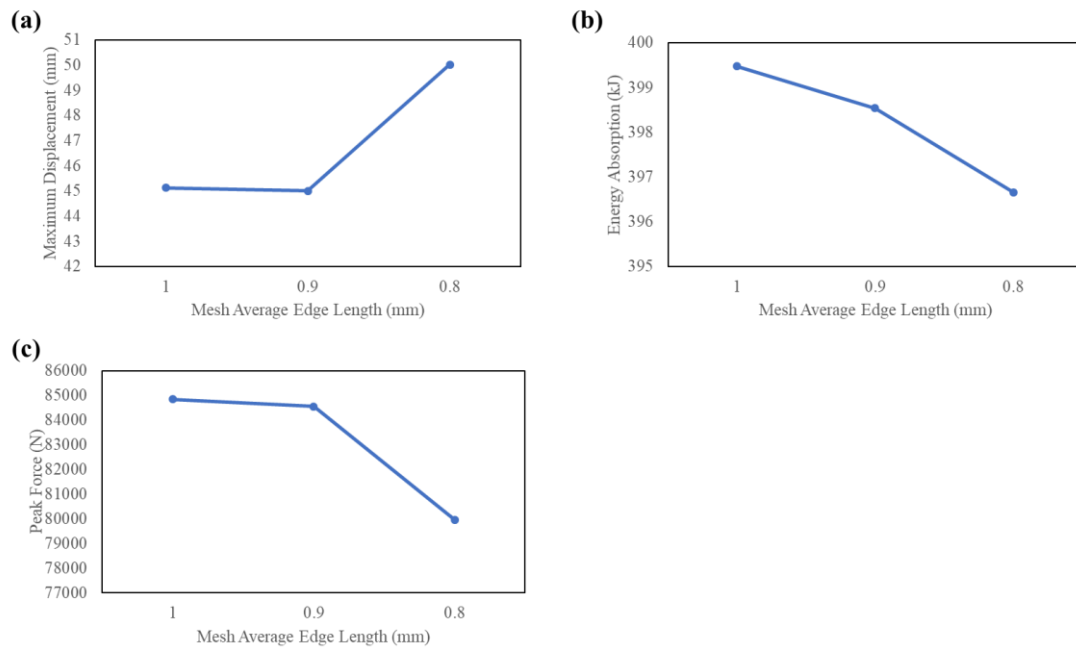 (a)
Maximum Displacement (mm)
51
50
49
48
47
46
45
44
43
42
1 0.9 0.8
Mesh Average Edge Length (mm)
(b)
Energy Absorption (kJ)
400
399
398
397
396
395
1 0.9 0.8
Mesh Average Edge Length (mm)
(c)
Peak Force (N)
86000
85000
84000
83000
82000
81000
80000
79000
78000
77000
1 0.9 0.8
Mesh Average Edge Length (mm)